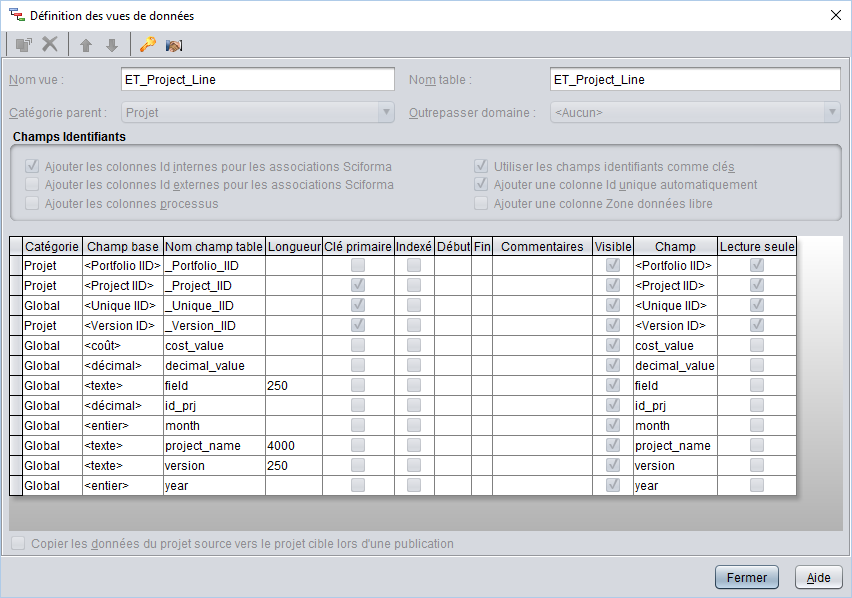 Définition des vues de données
Nom vue : ET_Project_Line Nom table : ET_Project_Line
Catégorie parent : Projet Outrepasser domaine : <Aucun>
Champs Identifiants
Ajouter les colonnes Id internes pour les associations Sciforma Utiliser les champs identifiants comme clés
Ajouter les colonnes Id externes pour les associations Sciforma Ajouter une colonne Id unique automatiquement
Ajouter les colonnes processus Ajouter une colonne Zone données libre
Catégorie Champ base Nom champ table Longueur Clé primaire Indexé Début Fin Commentaires Visible Champ Lecture seule
Projet <Portfolio IID> _Portfolio_IID <Portfolio IID>
Projet <Project IID> _Project_IID <Project IID>
Global <Unique IID> _Unique_IID <Unique IID>
Projet <Version ID> _Version_IID <Version ID>
Global <coût> cost_value cost_value
Global <décimal> decimal_value decimal_value
Global <texte> field 250 field
Global <décimal> id_prj id_prj
Global <entier> month month
Global <texte> project_name 4000 project_name
Global <texte> version 250 version
Global <entier> year year
Copier les données du projet source vers le projet cible lors d'une publication
Fermer Aide